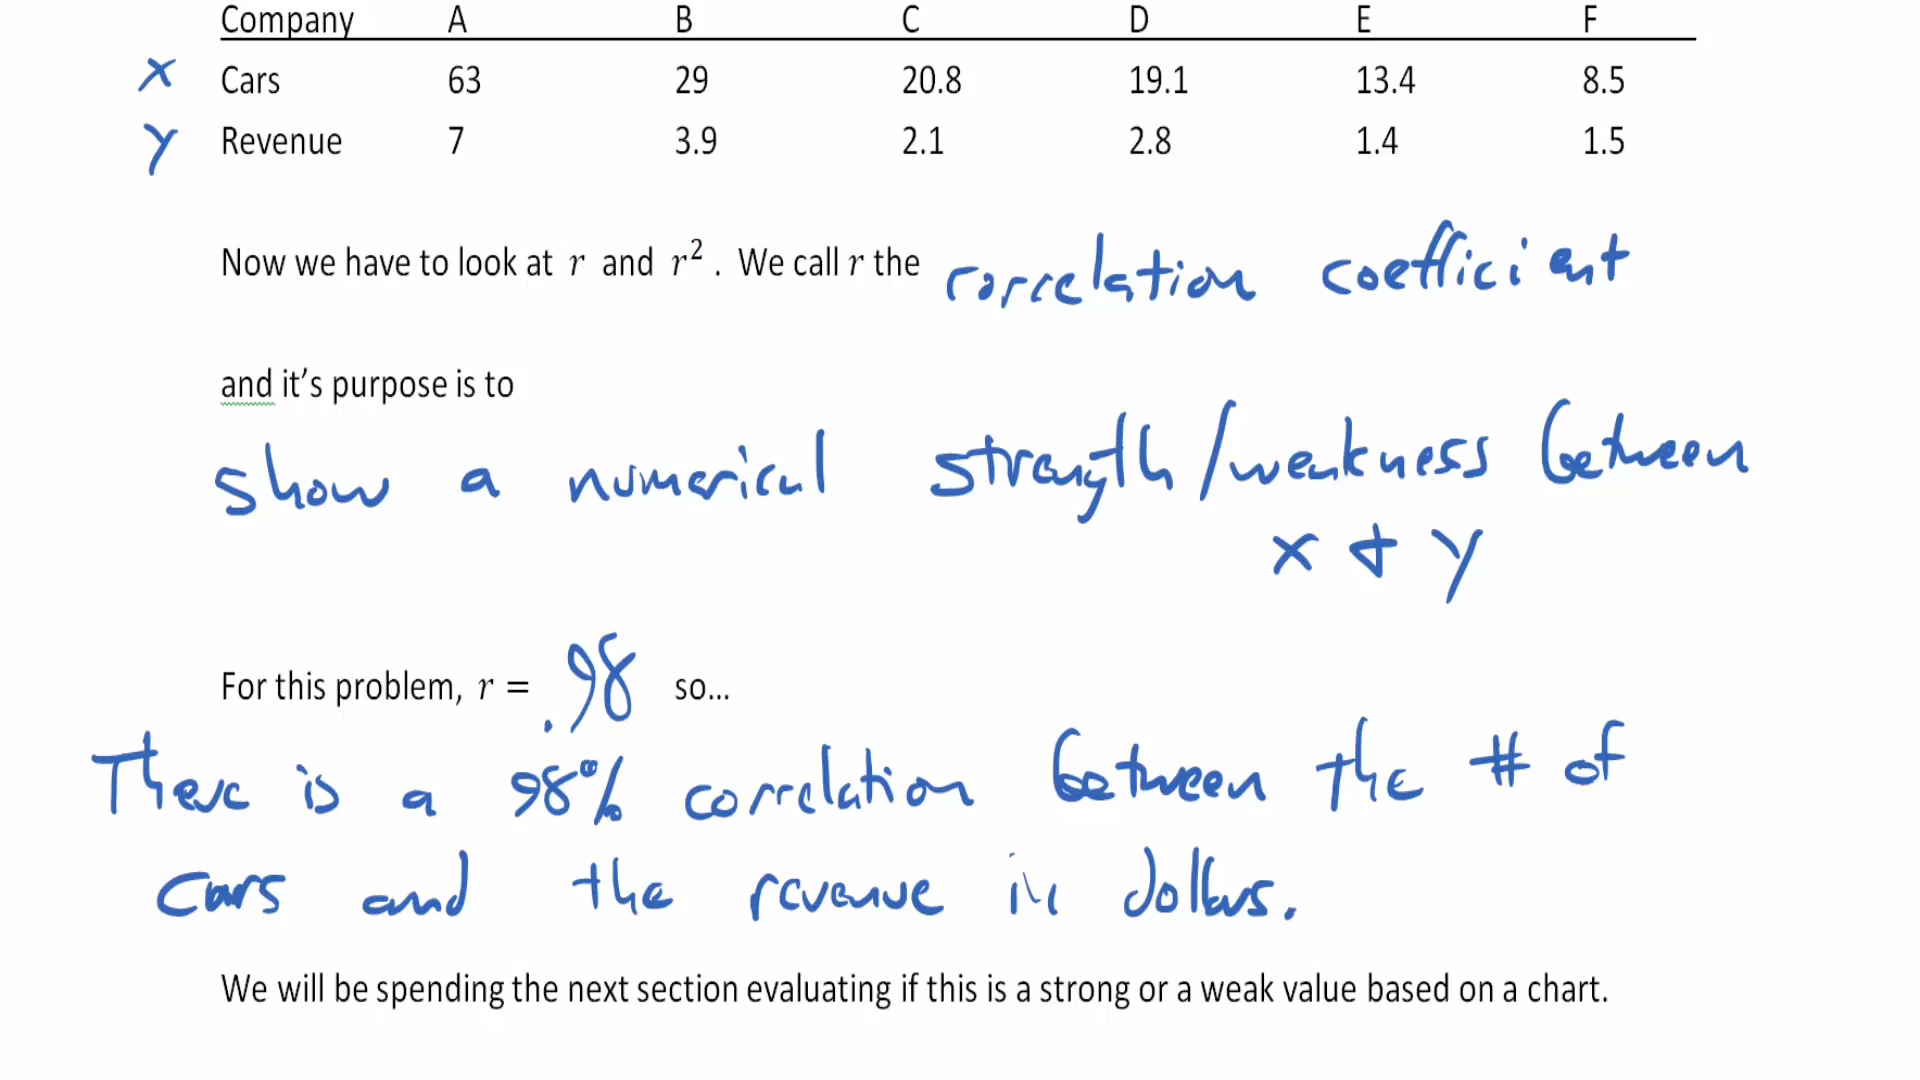 Company A B C D E F
x Cars 63 29 20.8 19.1 13.4 8.5
y Revenue 7 3.9 2.1 2.8 1.4 1.5
Now we have to look at r and r². We call r the correlation coefficient
and it's purpose is to
show a numerical strength/weakness between
x & y
For this problem, r = .98 so...
There is a 98% correlation between the # of
cars and the revenue in dollars.
We will be spending the next section evaluating if this is a strong or a weak value based on a chart.